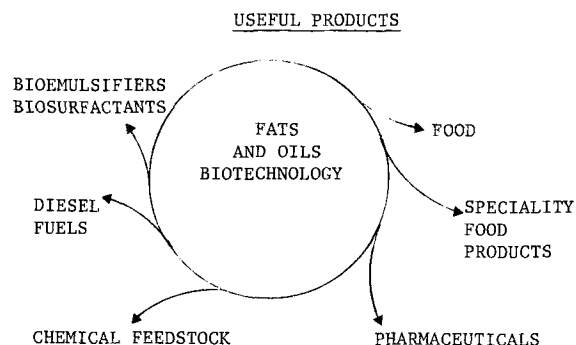 USEFUL PRODUCTS
BIOEMULSIFIERS
BIOSURFACTANTS
FATS
AND OILS
BIOTECHNOLOGY
FOOD
DIESEL
FUELS
SPECIALITY
FOOD
PRODUCTS
CHEMICAL FEEDSTOCK
PHARMACEUTICALS